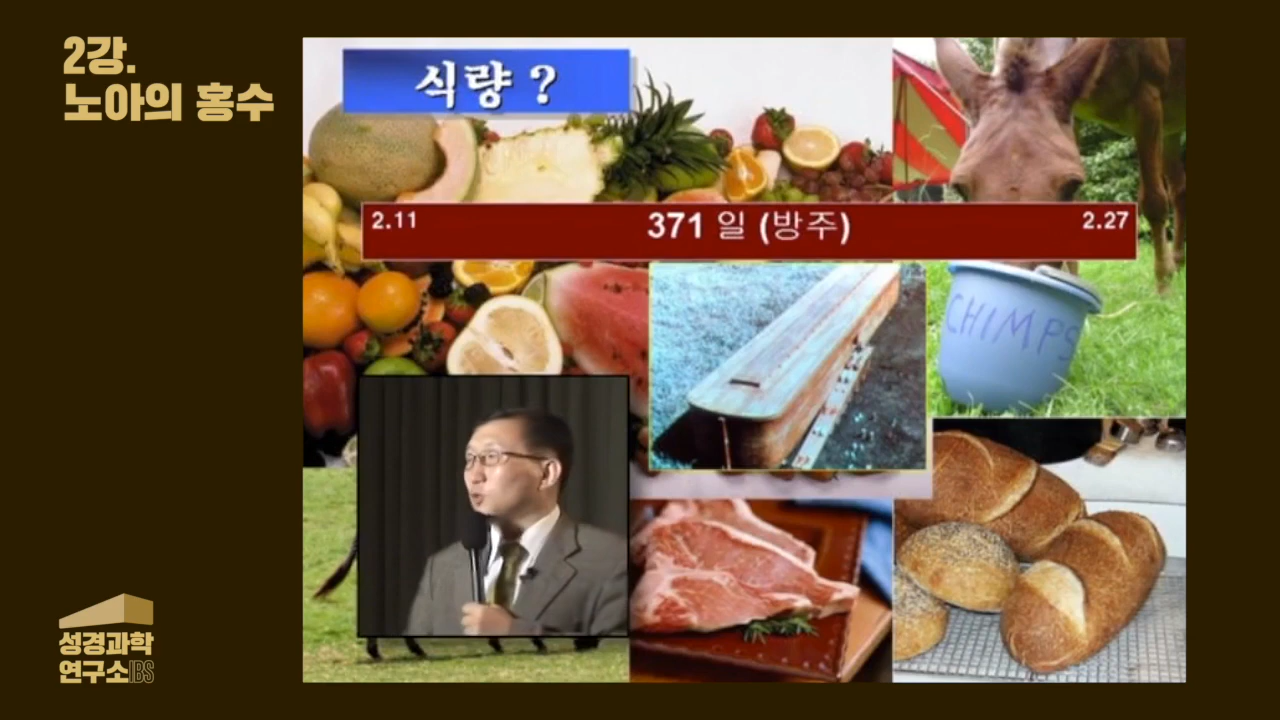 2강.
노아의 홍수
식량 ?
2.11
371 일 (방주)
2.27
CHIMPS
성경과학
연구소IBS